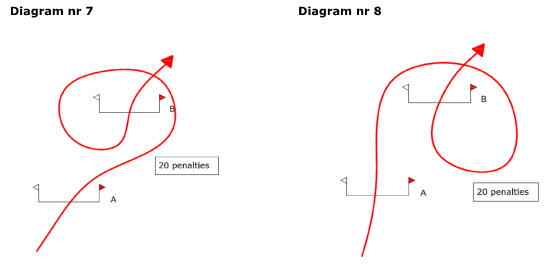 Diagram nr 7
Diagram nr 8
B
20 penalties
A
B
20 penalties
A